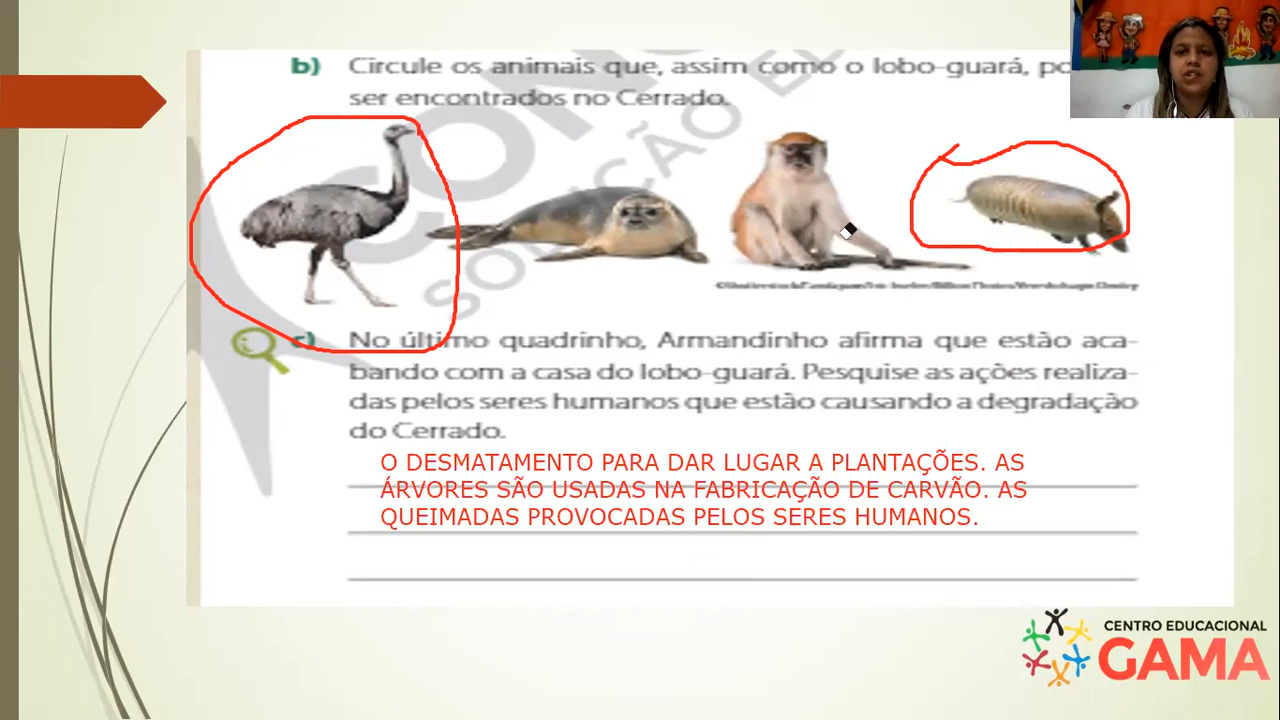 b) Circule os animais que, assim como o lobo-guará, po
ser encontrados no Cerrado.
c) No último quadrinho, Armandinho afirma que estão aca-
bando com a casa do lobo-guará. Pesquise as ações realiza-
das pelos seres humanos que estão causando a degradação
do Cerrado.
O DESMATAMENTO PARA DAR LUGAR A PLANTAÇÕES. AS
ÁRVORES SÃO USADAS NA FABRICAÇÃO DE CARVÃO. AS
QUEIMADAS PROVOCADAS PELOS SERES HUMANOS.
CENTRO EDUCACIONAL
GAMA